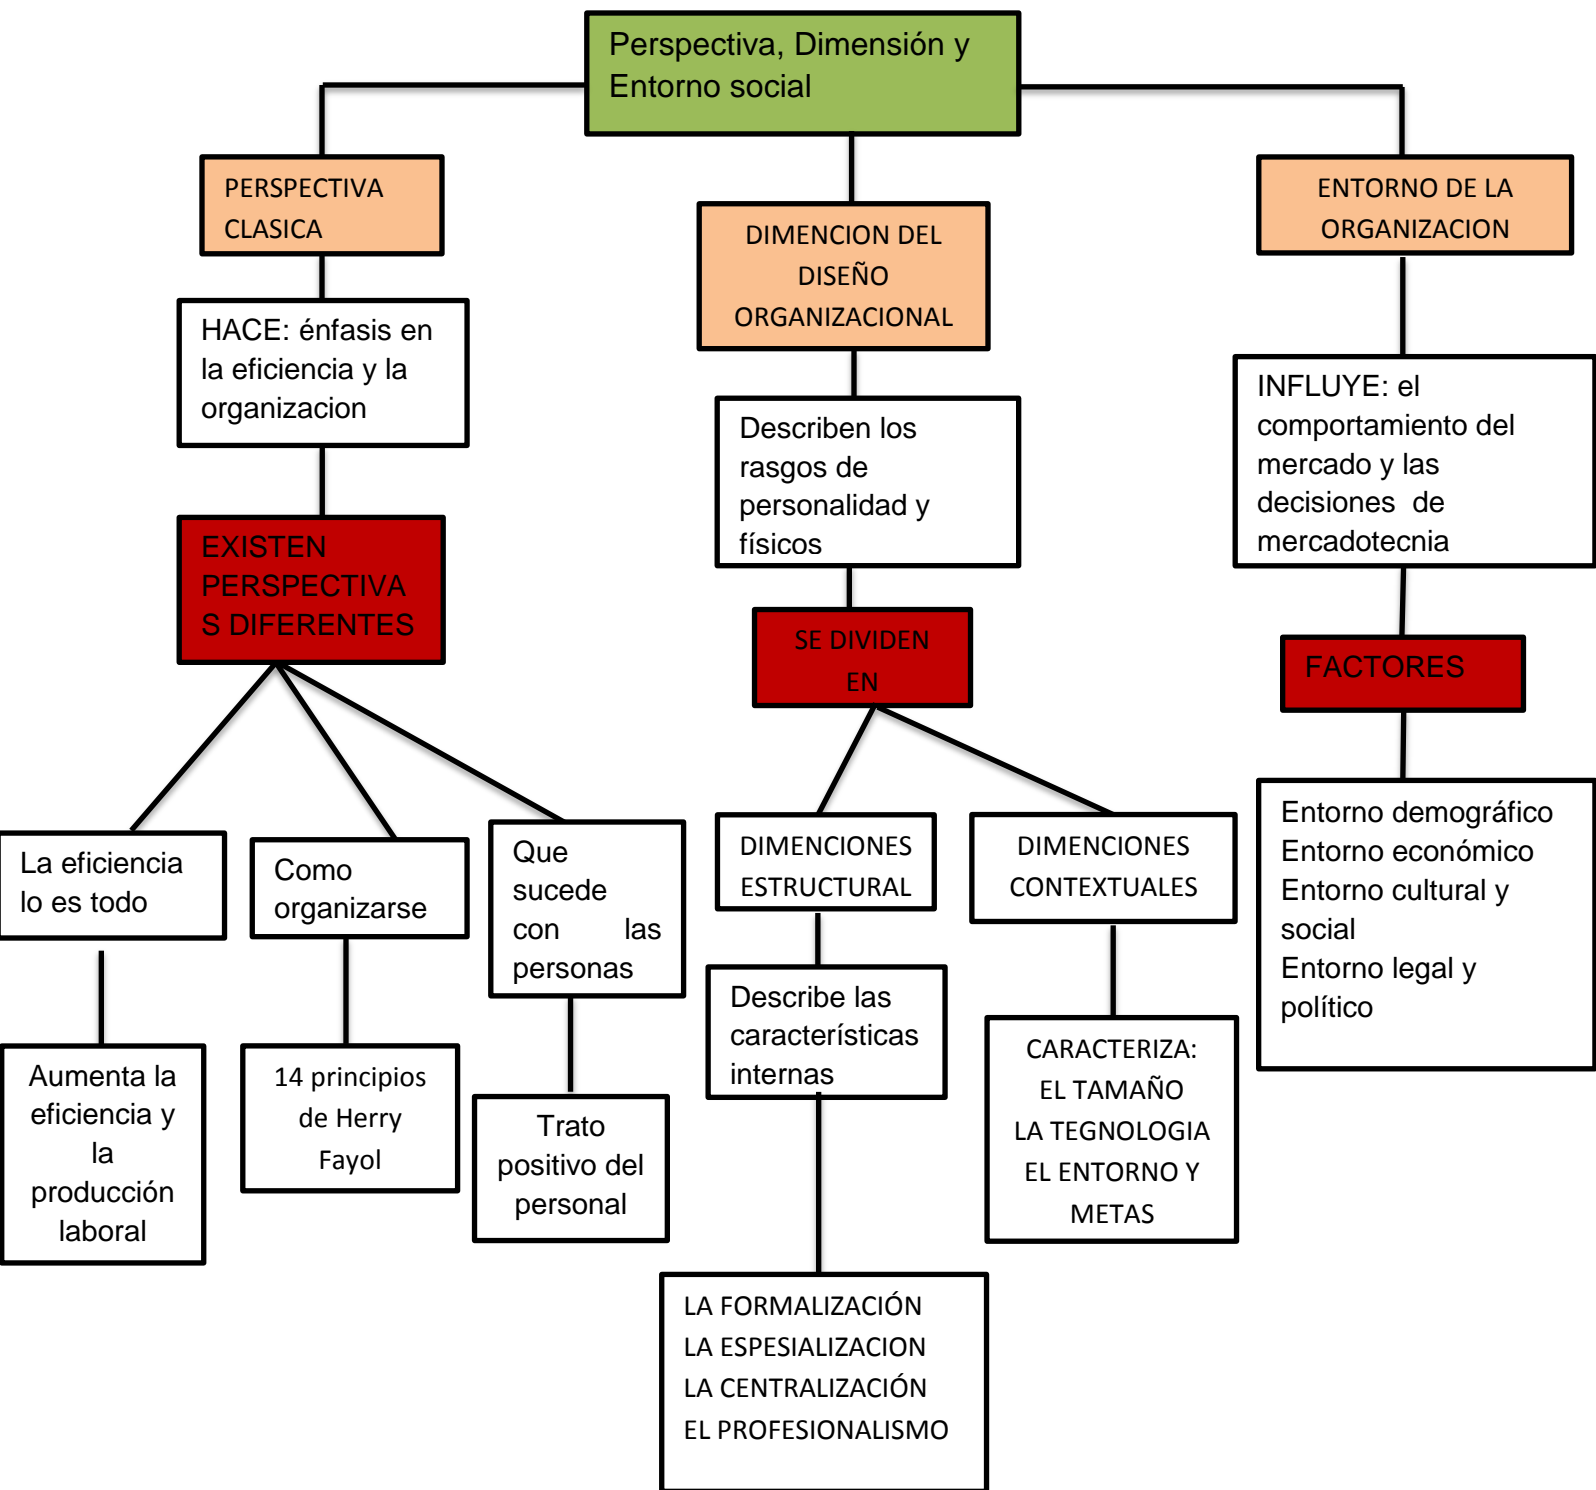 Perspectiva, Dimensión y
Entorno social
PERSPECTIVA
CLASICA
HACE: énfasis en
la eficiencia y la
organizacion
EXISTEN
PERSPECTIVA
S DIFERENTES
La eficiencia
lo es todo
Aumenta la
eficiencia y
la
producción
laboral
Como
organizarse
14 principios
de Herry
Fayol
Que
sucede
con las
personas
Trato
positivo del
personal
DIMENCION DEL
DISEÑO
ORGANIZACIONAL
Describen los
rasgos de
personalidad y
físicos
SE DIVIDEN
EN
DIMENCIONES
ESTRUCTURAL
Describe las
características
internas
LA FORMALIZACIÓN
LA ESPESIALIZACION
LA CENTRALIZACIÓN
EL PROFESIONALISMO
DIMENCIONES
CONTEXTUALES
CARACTERIZA:
EL TAMAÑO
LA TEGNOLOGIA
EL ENTORNO Y
METAS
ENTORNO DE LA
ORGANIZACION
INFLUYE: el
comportamiento del
mercado y las
decisiones de
mercadotecnia
FACTORES
Entorno demográfico
Entorno económico
Entorno cultural y
social
Entorno legal y
político